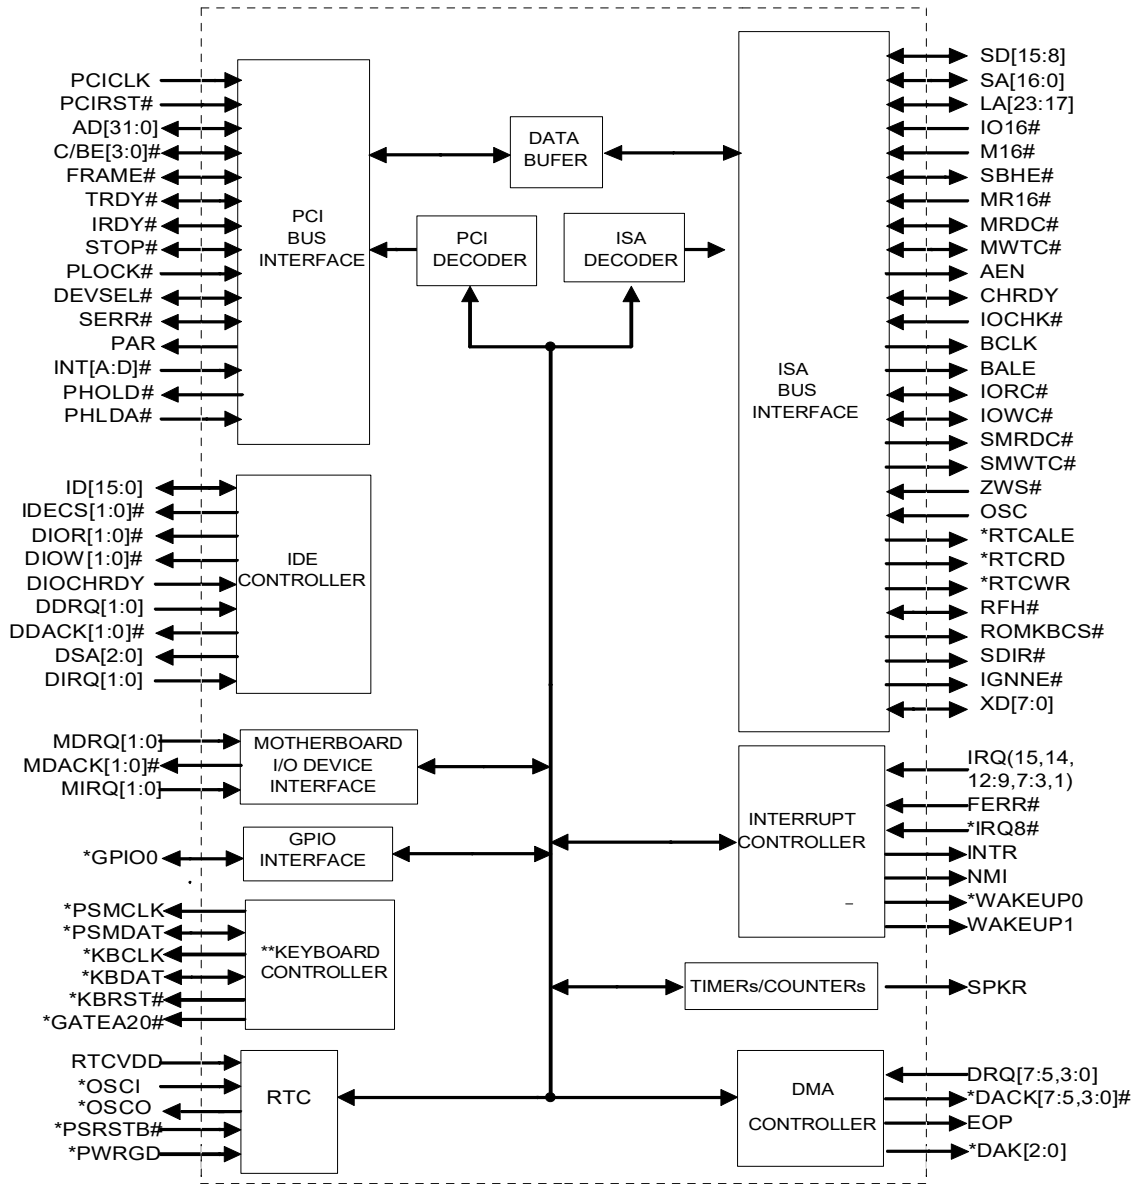 PCICLK
PCIRST#
AD[31:0]
C/BE[3:0]#
FRAME#
TRDY#
IRDY#
STOP#
PLOCK#
DEVSEL#
SERR#
PAR
INT[A:D]#
PHOLD#
PHLDA#
PCI
BUS
INTERFACE
DATA
BUFER
PCI
DECODER
ISA
DECODER
ISA
BUS
INTERFACE
SD[15:8]
SA[16:0]
LA[23:17]
IO16#
M16#
SBHE#
MR16#
MRDC#
MWTC#
AEN
CHRDY
IOCHK#
BCLK
BALE
IORC#
IOWC#
SMRDC#
SMWTC#
ZWS#
OSC
*RTCALE
*RTCRD
*RTCWR
RFH#
ROMKBCS#
SDIR#
IGNNE#
XD[7:0]
ID[15:0]
IDECS[1:0]#
DIOR[1:0]#
DIOW[1:0]#
DIOCHRDY
DDRQ[1:0]
DDACK[1:0]#
DSA[2:0]
DIRQ[1:0]
IDE
CONTROLLER
MDRQ[1:0]
MDACK[1:0]#
MIRQ[1:0]
MOTHERBOARD
I/O DEVICE
INTERFACE
*GPIO0
GPIO
INTERFACE
*PSMCLK
*PSMDAT
*KBCLK
*KBDAT
*KBRST#
*GATEA20#
**KEYBOARD
CONTROLLER
RTCVDD
*OSCI
*OSCO
*PSRSTB#
*PWRGD
RTC
INTERRUPT
CONTROLLER
IRQ(15,14,
12:9,7:3,1)
FERR#
*IRQ8#
INTR
NMI
*WAKEUP0
WAKEUP1
TIMERs/COUNTERs
SPKR
DMA
CONTROLLER
DRQ[7:5,3:0]
*DACK[7:5,3:0]#
EOP
*DAK[2:0]